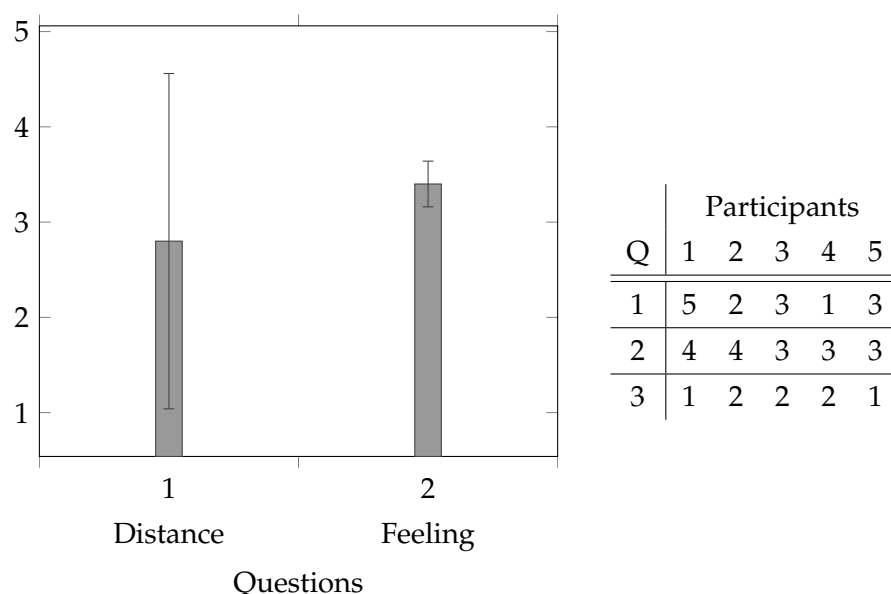 5
4
3
2
1
1 2
Distance Feeling
Questions
Participants
Q 1 2 3 4 5
1 5 2 3 1 3
2 4 4 3 3 3
3 1 2 2 2 1